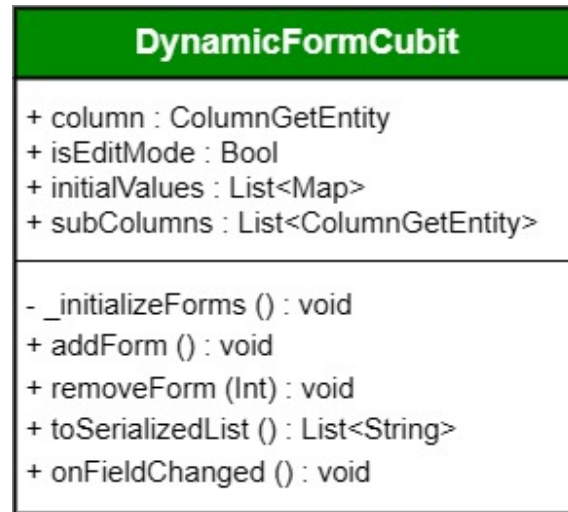 DynamicFormCubit
+ column : ColumnGetEntity
+ isEditMode : Bool
+ initialValues : List<Map>
+ subColumns : List<ColumnGetEntity>
- _initializeForms () : void
+ addForm () : void
+ removeForm (Int) : void
+ toSerializedList () : List<String>
+ onFieldChanged () : void